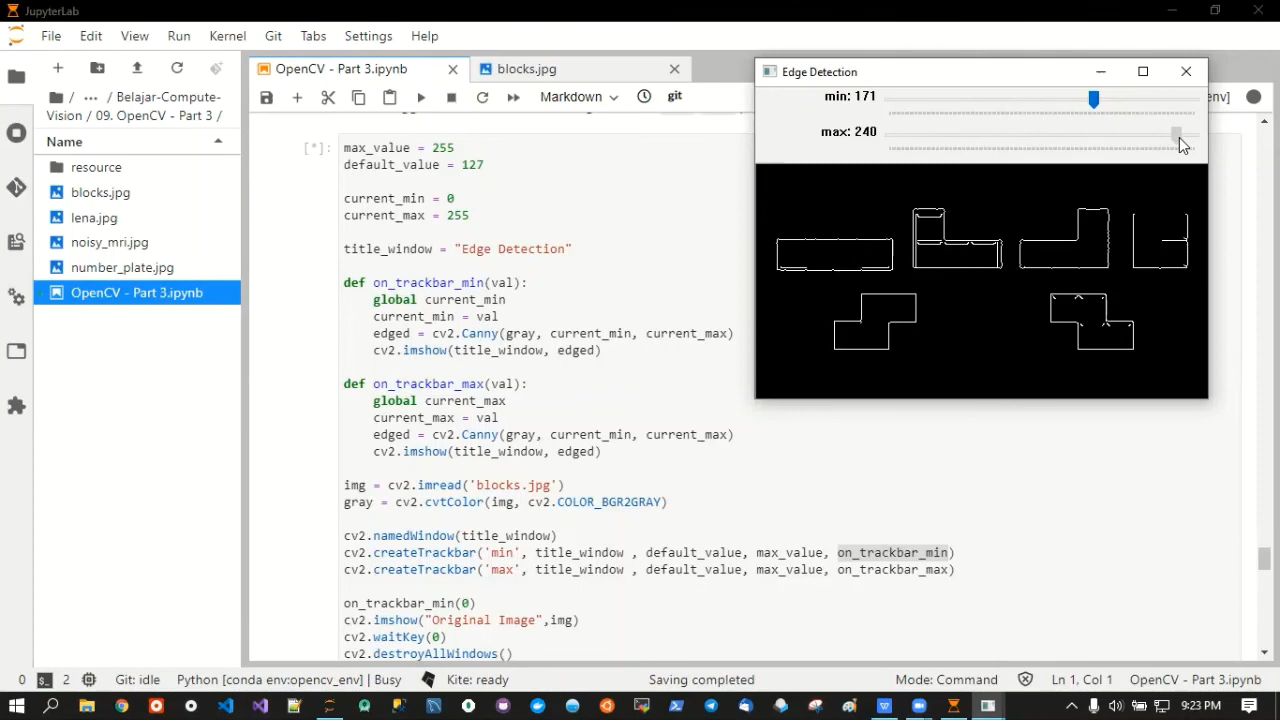 JupyterLab
File Edit View Run Kernel Git Tabs Settings Help
/ ... / Belajar-Compute-
Vision / 09. OpenCV - Part 3 /
Name
resource
blocks.jpg
lena.jpg
noisy_mri.jpg
number_plate.jpg
OpenCV - Part 3.ipynb
OpenCV - Part 3.ipynb
blocks.jpg
Markdown
git
env]
[*]:
max_value = 255
default_value = 127
current_min = 0
current_max = 255
title_window = "Edge Detection"
def on_trackbar_min(val):
global current_min
current_min = val
edged = cv2.Canny(gray, current_min, current_max)
cv2.imshow(title_window, edged)
def on_trackbar_max(val):
global current_max
current_max = val
edged = cv2.Canny(gray, current_min, current_max)
cv2.imshow(title_window, edged)
img = cv2.imread('blocks.jpg')
gray = cv2.cvtColor(img, cv2.COLOR_BGR2GRAY)
cv2.namedWindow(title_window)
cv2.createTrackbar('min', title_window , default_value, max_value, on_trackbar_min)
cv2.createTrackbar('max', title_window , default_value, max_value, on_trackbar_max)
on_trackbar_min(0)
cv2.imshow("Original Image",img)
cv2.waitKey(0)
cv2.destroyAllWindows()
Edge Detection
min: 171
max: 240
0 2 Git: idle Python [conda env:opencv_env] | Busy Kite: ready Saving completed Mode: Command Ln 1, Col 1 OpenCV - Part 3.ipynb
9:23 PM